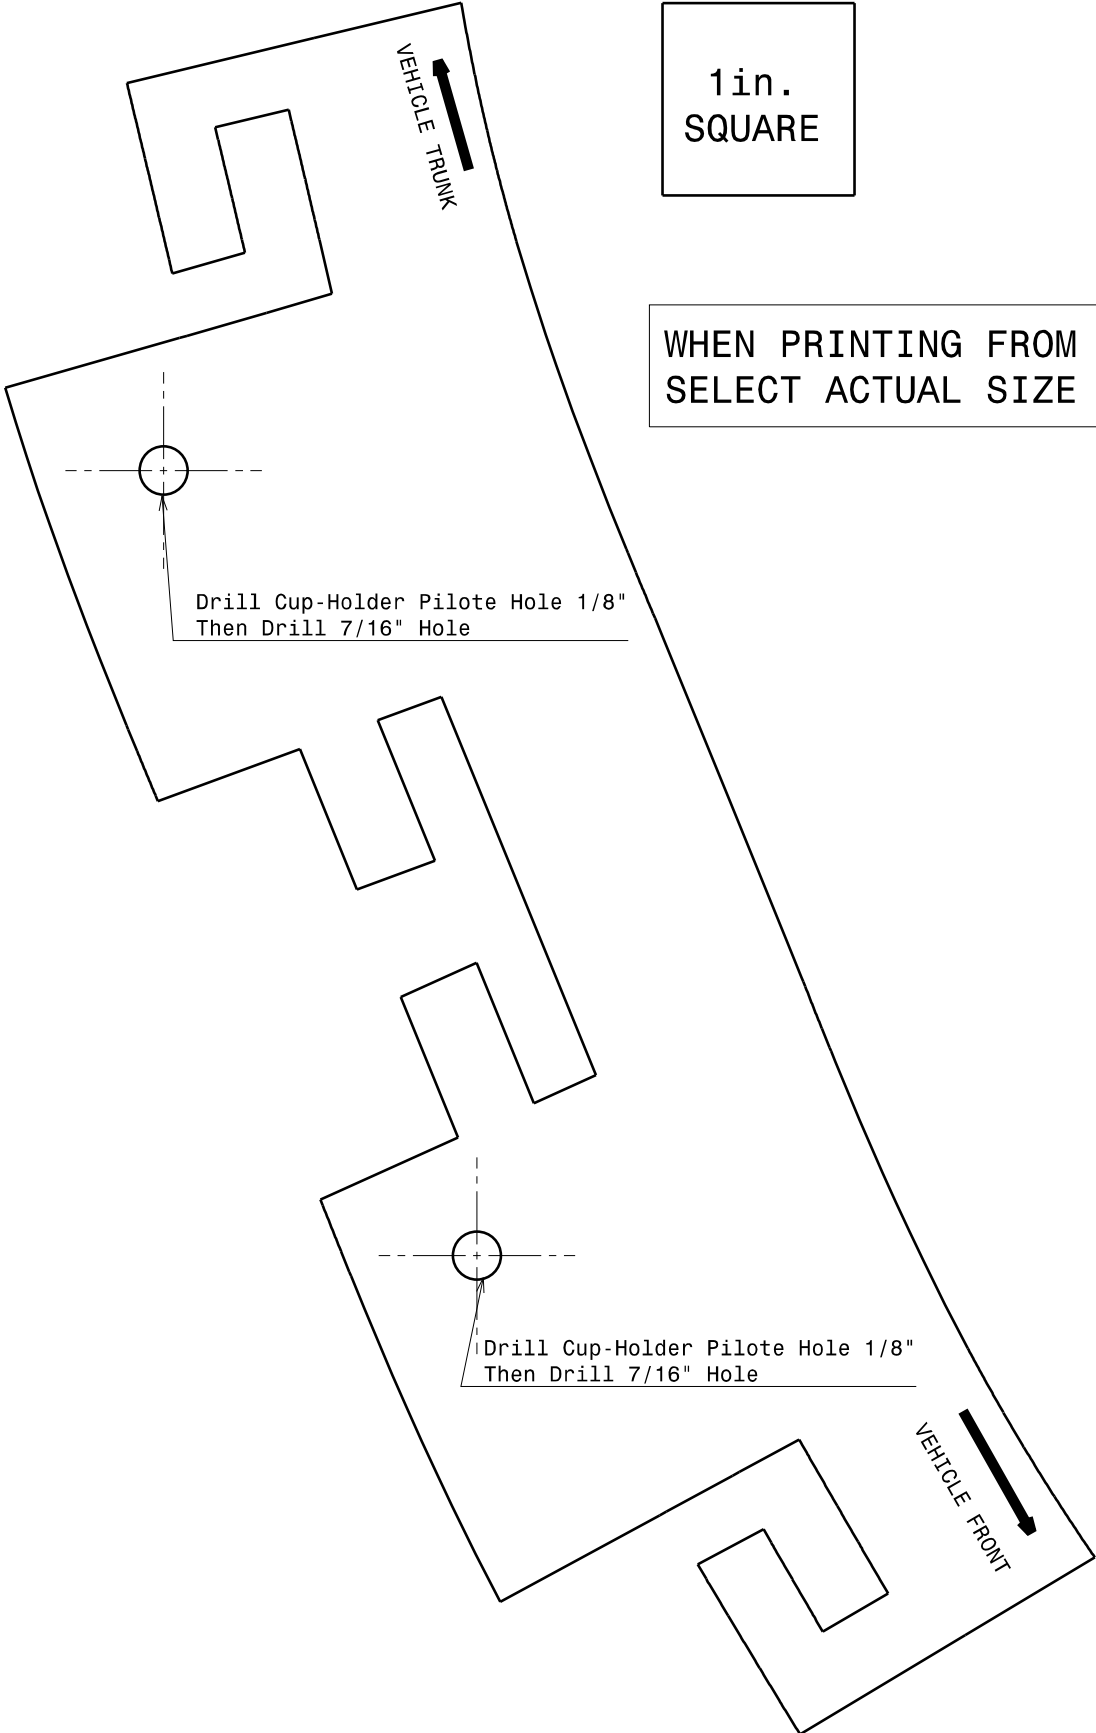 VEHICLE TRUNK
1in.
SQUARE
WHEN PRINTING FROM
SELECT ACTUAL SIZE
Drill Cup-Holder Pilote Hole 1/8"
Then Drill 7/16" Hole
Drill Cup-Holder Pilote Hole 1/8"
Then Drill 7/16" Hole
VEHICLE FRONT